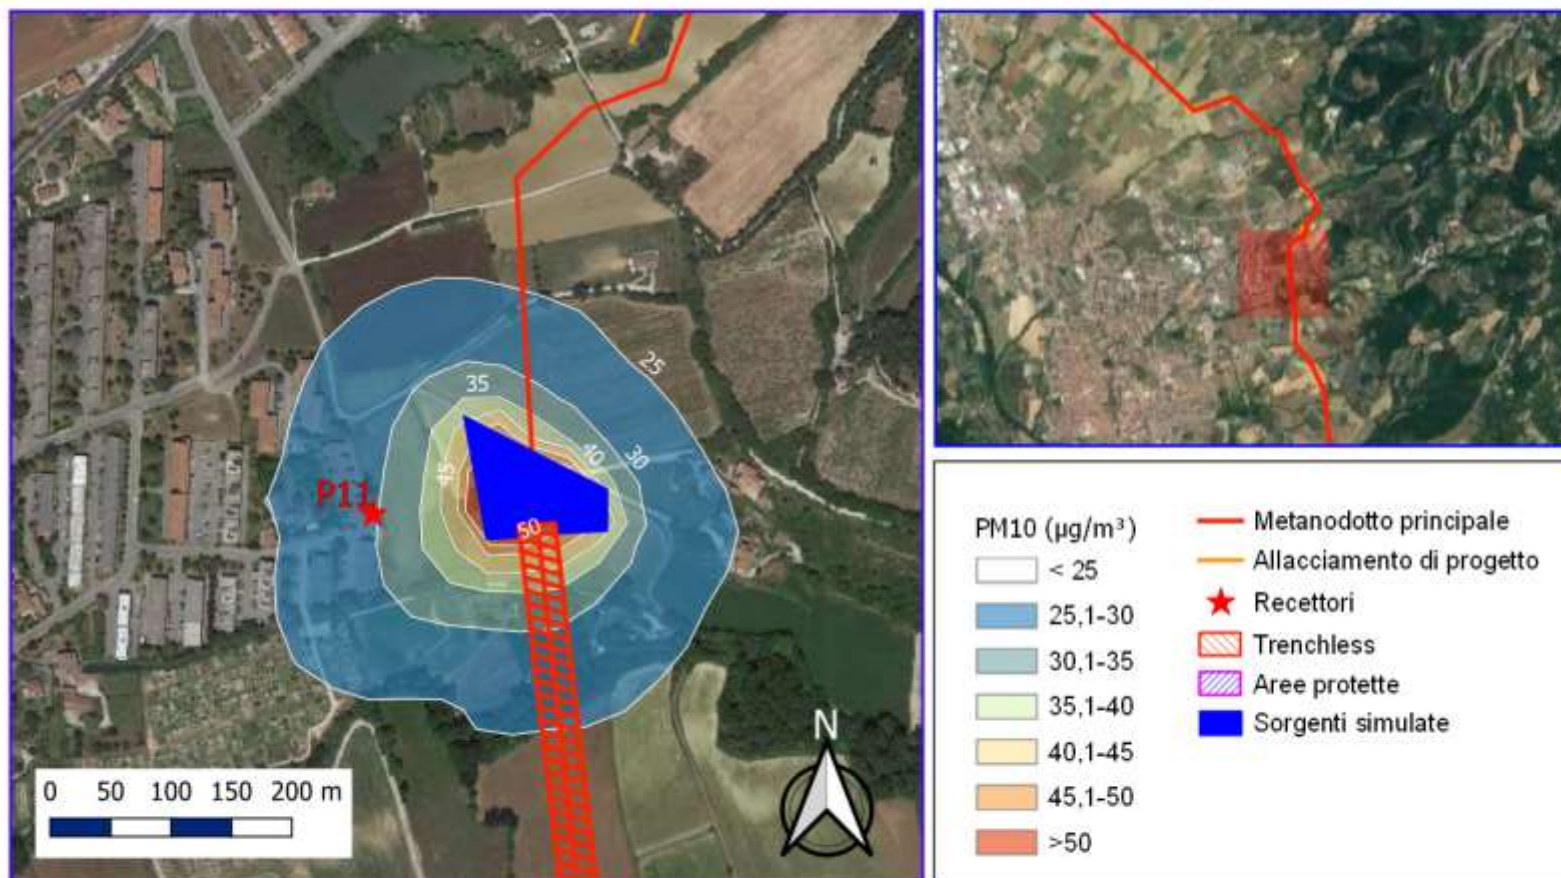 35
25
40
30
45
P11
50
N
0 50 100 150 200 m
PM10 (µg/m³)
< 25
25,1-30
30,1-35
35,1-40
40,1-45
45,1-50
>50
Metanodotto principale
Allacciamento di progetto
Recettori
Trenchless
Aree protette
Sorgenti simulate